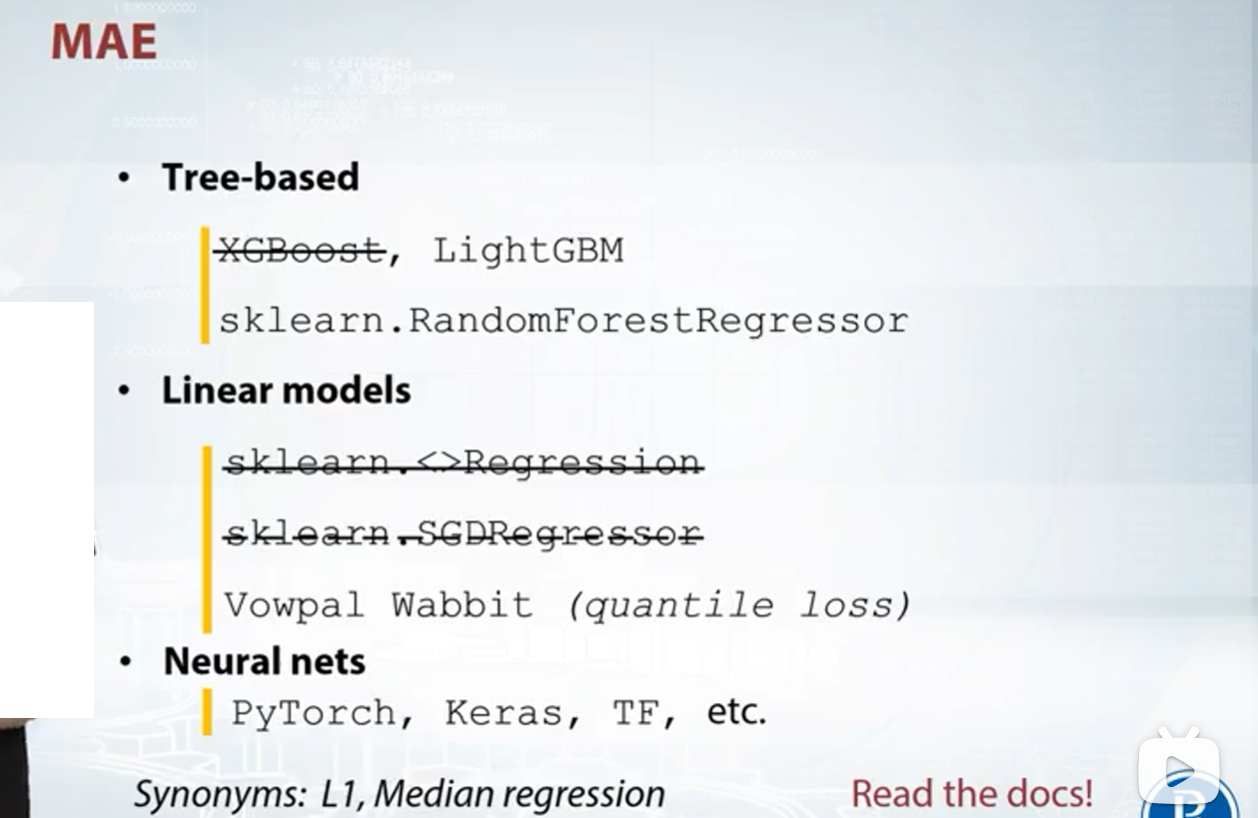 MAE
• Tree-based
XGBoost, LightGBM
sklearn.RandomForestRegressor
• Linear models
sklearn.<>Regression
sklearn.SGDRegressor
Vowpal Wabbit (quantile loss)
• Neural nets
PyTorch, Keras, TF, etc.
Synonyms: L1, Median regression
Read the docs!